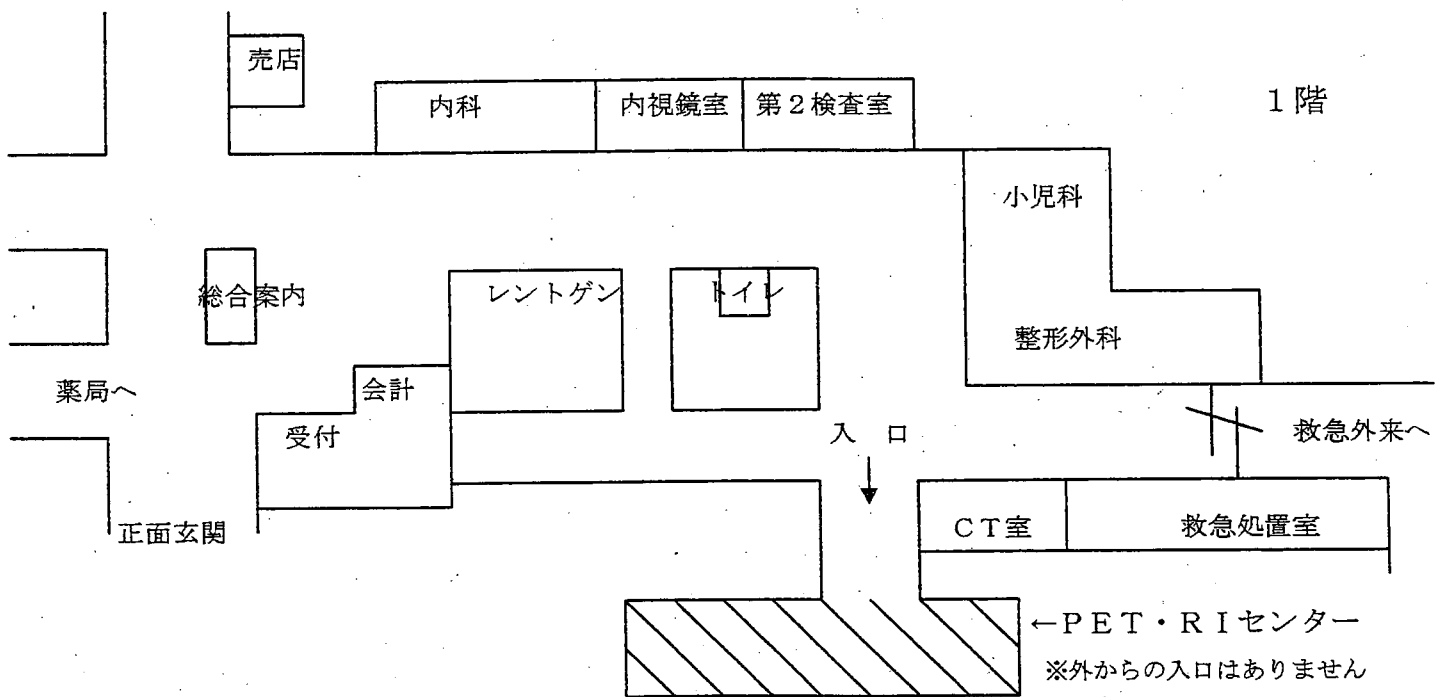 売店
内科
内視鏡室
第2検査室
1階
小児科
総合案内
レントゲン
トイレ
整形外科
薬局へ
会計
受付
入 口
救急外来へ
正面玄関
CT室
救急処置室
←PET・RIセンター
※外からの入口はありません